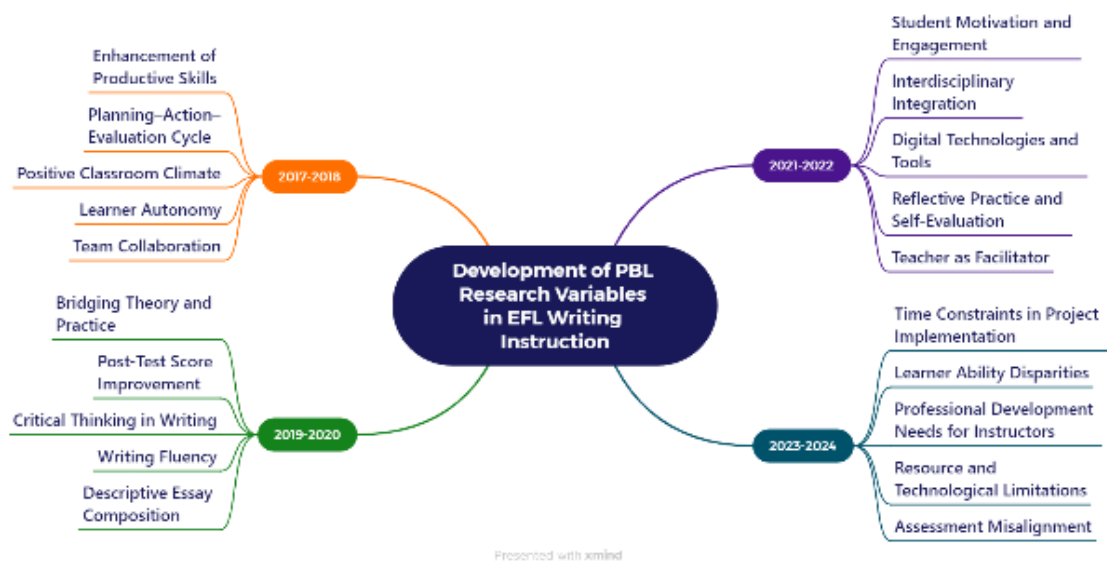 Development of PBL
Research Variables
in EFL Writing
Instruction
2017-2018
Enhancement of
Productive Skills
Planning–Action–
Evaluation Cycle
Positive Classroom Climate
Learner Autonomy
Team Collaboration
2019-2020
Bridging Theory and
Practice
Post-Test Score
Improvement
Critical Thinking in Writing
Writing Fluency
Descriptive Essay
Composition
2021-2022
Student Motivation and
Engagement
Interdisciplinary
Integration
Digital Technologies and
Tools
Reflective Practice and
Self-Evaluation
Teacher as Facilitator
2023-2024
Time Constraints in Project
Implementation
Learner Ability Disparities
Professional Development
Needs for Instructors
Resource and
Technological Limitations
Assessment Misalignment
Presented with xmind